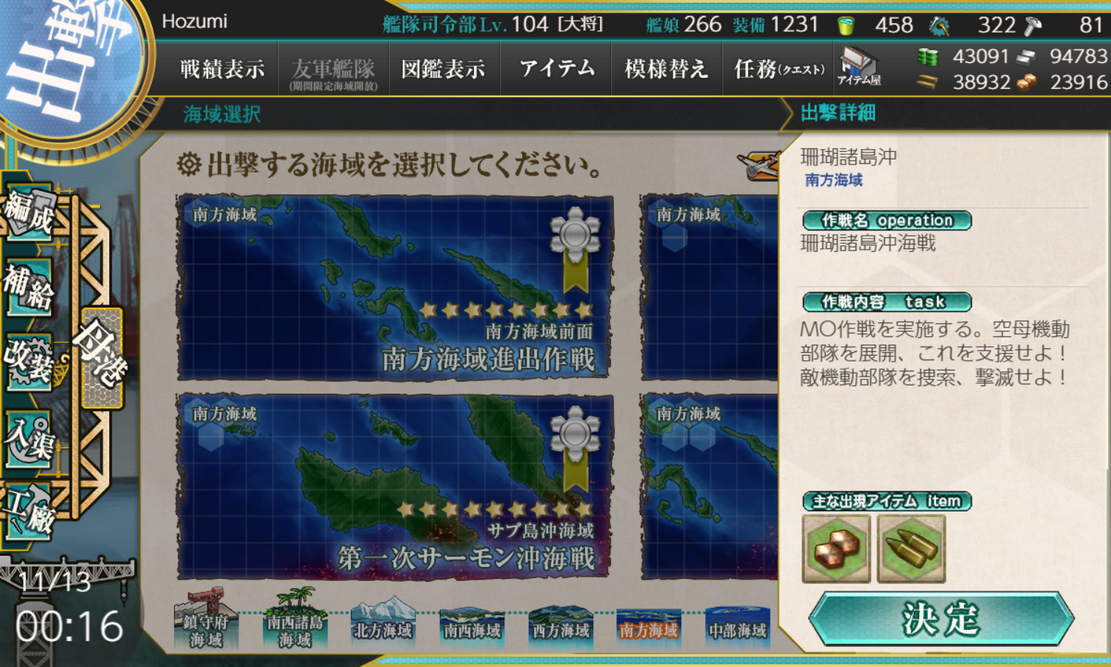 出撃
Hozumi
艦隊司令部Lv. 104 [大将]
艦娘 266 装備 1231 458 322 81
戦績表示
友軍艦隊
(期間限定海域開放)
図鑑表示
アイテム
模様替え
任務(クエスト)
アイテム屋
43091 94783
38932 23916
海域選択
出撃詳細
出撃する海域を選択してください。
南方海域
南方海域前面
南方海域進出作戦
南方海域
南方海域
サブ島沖海域
第一次サーモン沖海戦
南方海域
珊瑚諸島沖
南方海域
作戦名 operation
珊瑚諸島沖海戦
作戦内容 task
MO作戦を実施する。空母機動
部隊を展開、これを支援せよ！
敵機動部隊を捜索、撃滅せよ！
主な出現アイテム item
決定
編成
補給
改装
入渠
工廠
母港
鎮守府
海域
南西諸島
海域
北方海域
南西海域
西方海域
南方海域
中部海域
11/13
00:16